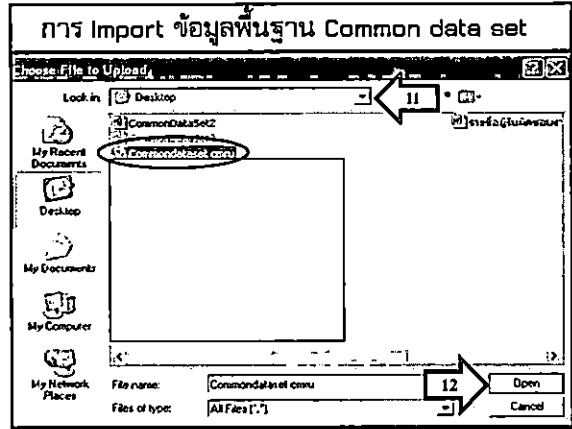 การ Import ข้อมูลพื้นฐาน Common data set
Choose File to Upload
Look in:
Desktop
11
My Recent Documents
Desktop
My Documents
My Computer
My Network Places
CommonDataSet2
Commondataset cmru
File name:
Commondataset cmru
12
Open
Files of type:
All Files (*.*)
Cancel